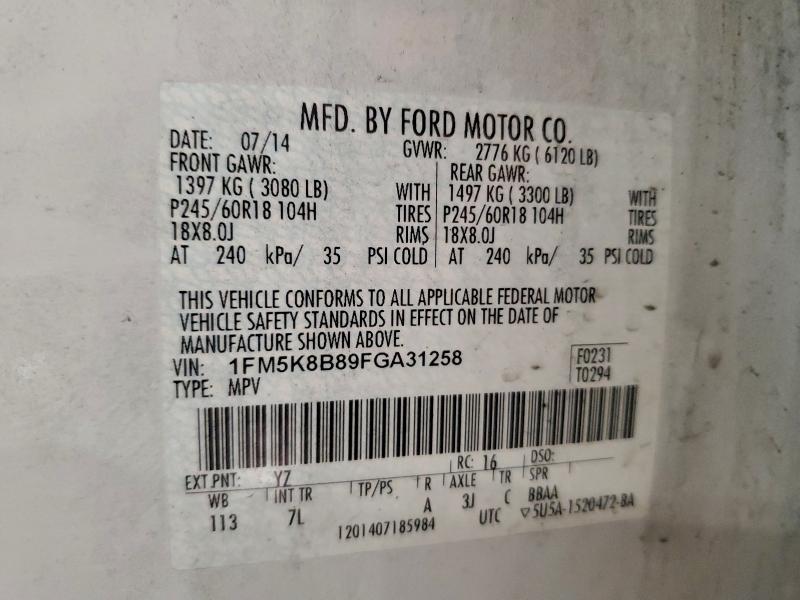 MFD. BY FORD MOTOR CO.
DATE: 07/14 GVWR: 2776 KG ( 6120 LB)
FRONT GAWR: REAR GAWR:
1397 KG ( 3080 LB) WITH 1497 KG ( 3300 LB) WITH
P245/60R18 104H TIRES P245/60R18 104H TIRES
18X8.0J RIMS 18X8.0J RIMS
AT 240 kPa/ 35 PSI COLD AT 240 kPa/ 35 PSI COLD
THIS VEHICLE CONFORMS TO ALL APPLICABLE FEDERAL MOTOR
VEHICLE SAFETY STANDARDS IN EFFECT ON THE DATE OF
MANUFACTURE SHOWN ABOVE.
VIN: 1FM5K8B89FGA31258 F0231
TYPE: MPV T0294
EXT PNT: YZ RC: 16 DSO:
WB INT TR TP/PS R AXLE TR SPR
113 7L A 3J C BBAA
1201407185984 UTC ▽5U5A-1520472-BA